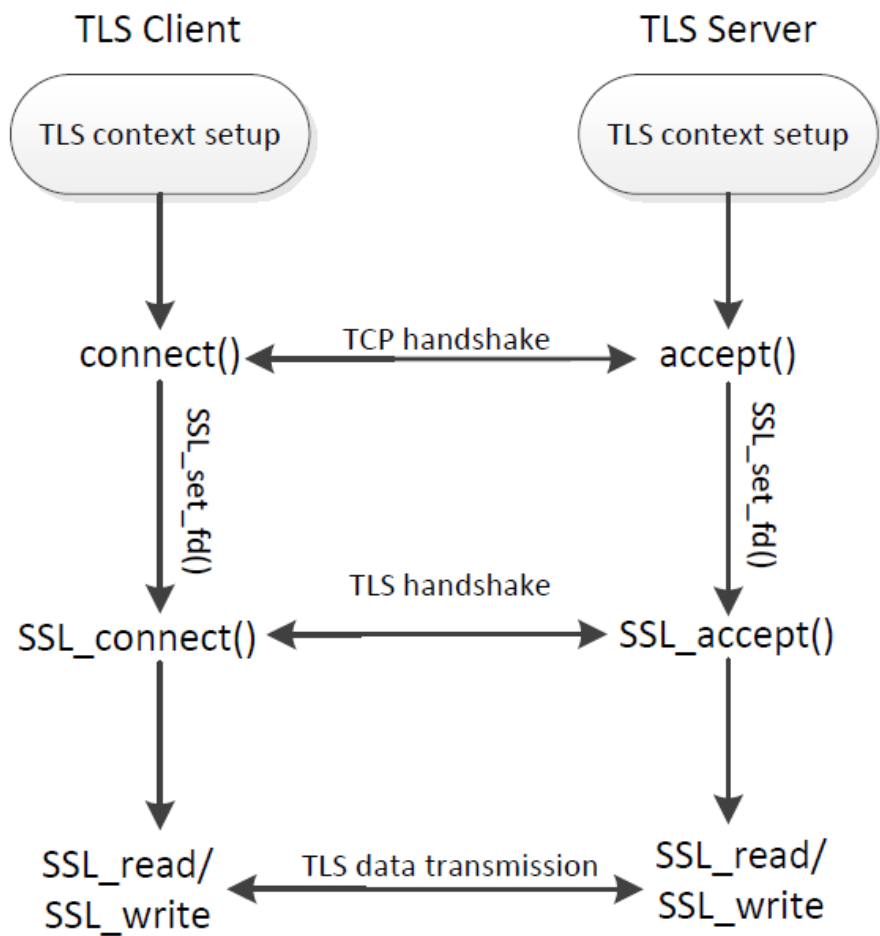 TLS Client
TLS Server
TLS context setup
TLS context setup
connect()
TCP handshake
accept()
SSL_set_fd()
SSL_set_fd()
SSL_connect()
TLS handshake
SSL_accept()
SSL_read/
SSL_write
TLS data transmission
SSL_read/
SSL_write